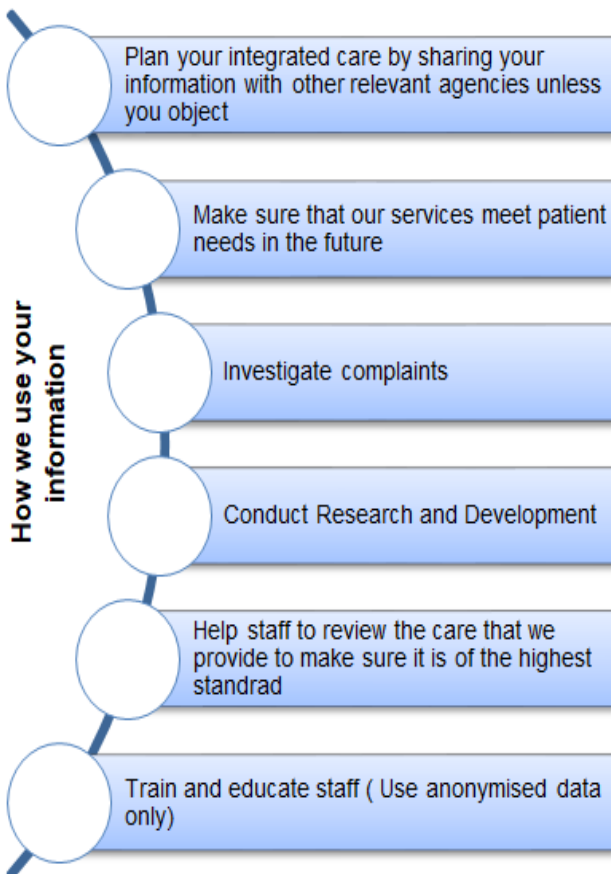 Plan your integrated care by sharing your
information with other relevant agencies unless
you object
Make sure that our services meet patient
needs in the future
How we use your
information
Investigate complaints
Conduct Research and Development
Help staff to review the care that we
provide to make sure it is of the highest
standrad
Train and educate staff ( Use anonymised data
only)